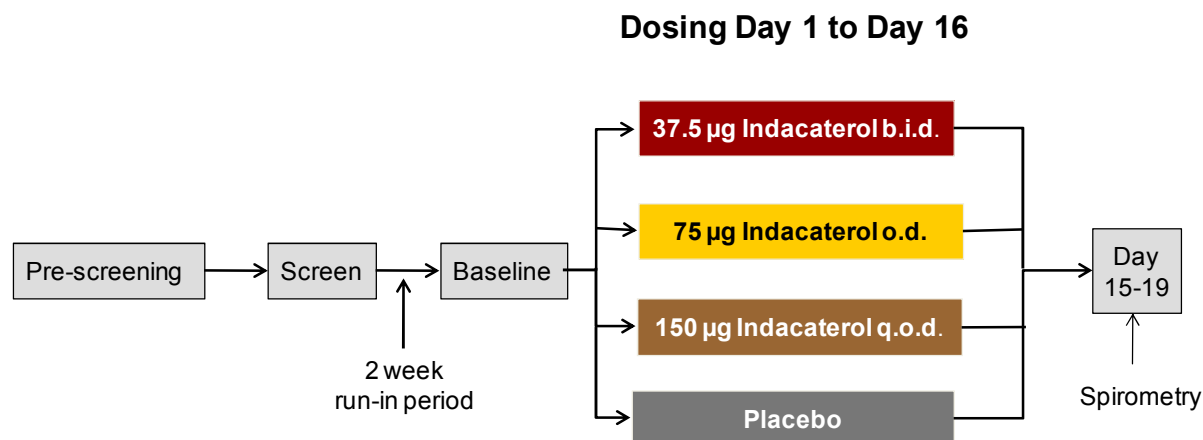 Dosing Day 1 to Day 16
37.5 µg Indacaterol b.i.d.
75 µg Indacaterol o.d.
Pre-screening
Screen
Baseline
Day
15-19
150 µg Indacaterol q.o.d.
2 week
run-in period
Spirometry
Placebo